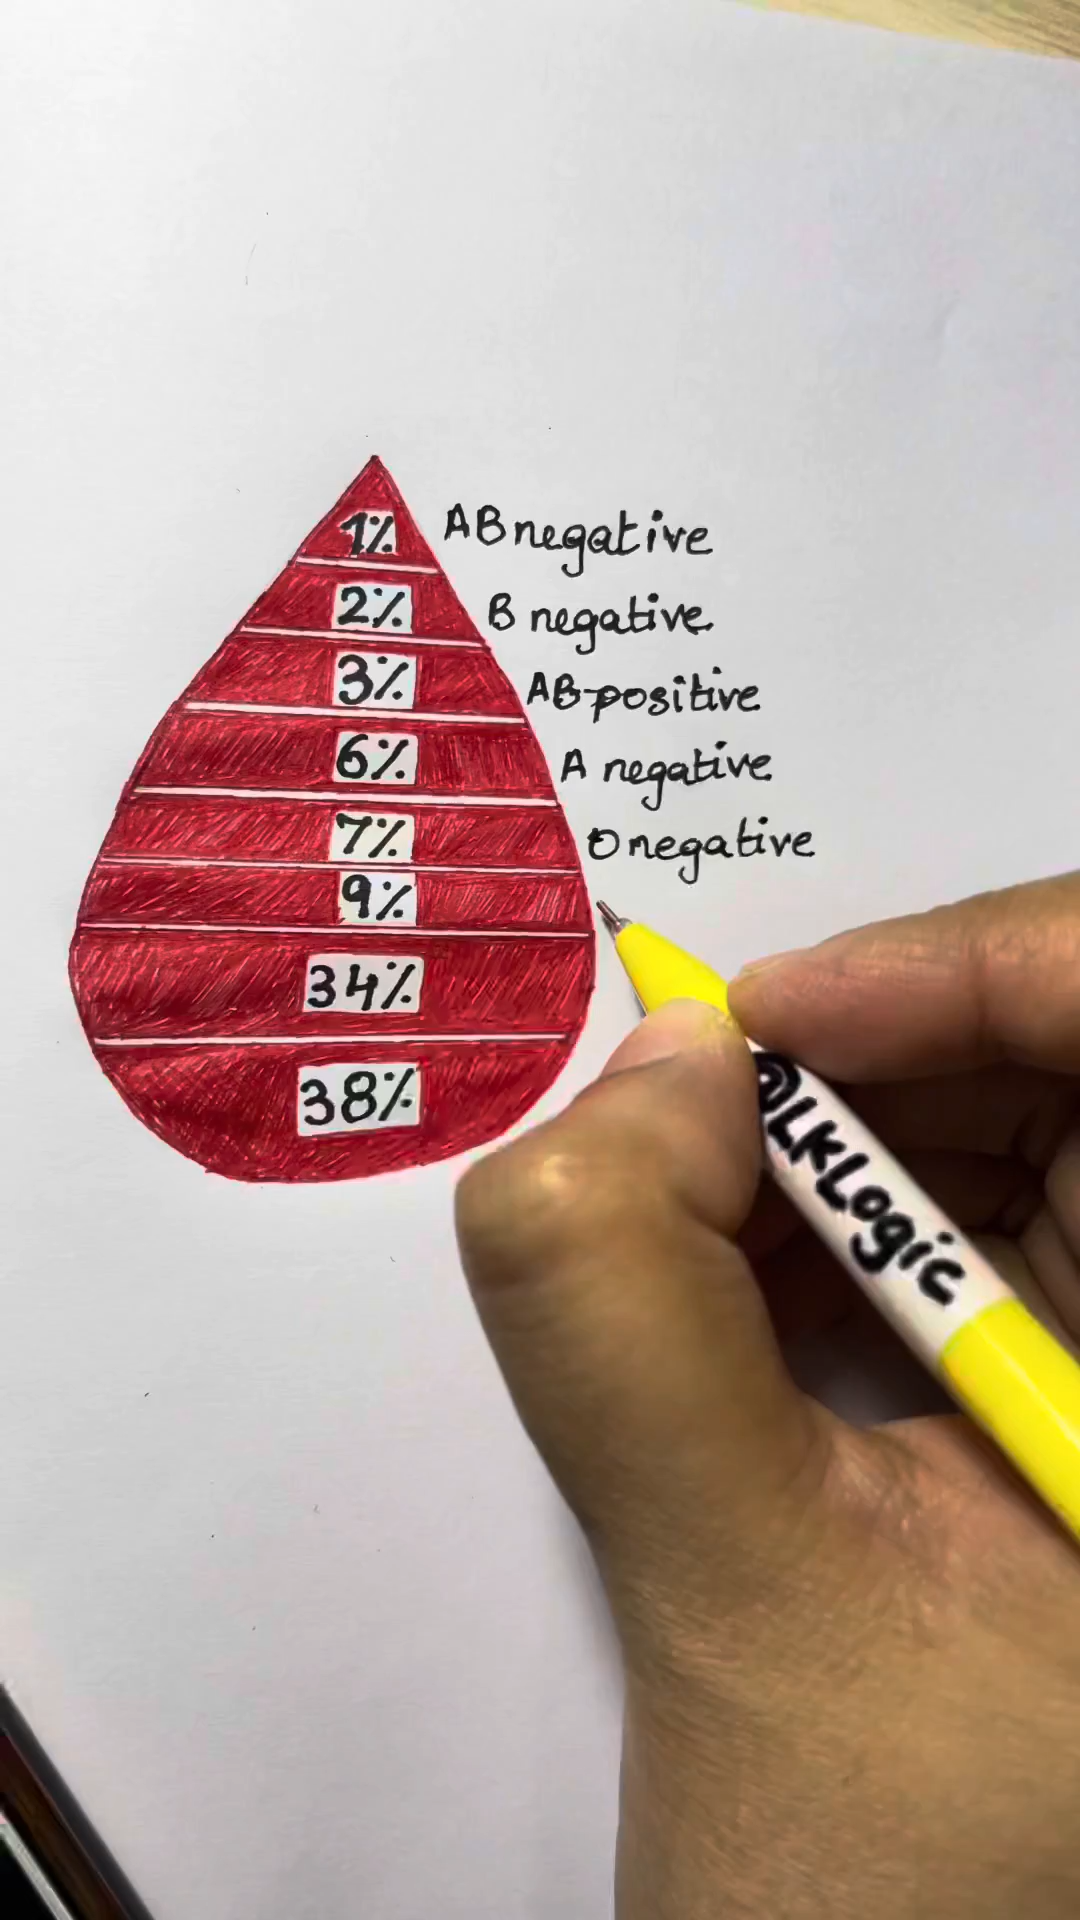 1% AB negative
2% B negative
3% AB positive
6% A negative
7% O negative
9%
34%
38%
@LKLogic